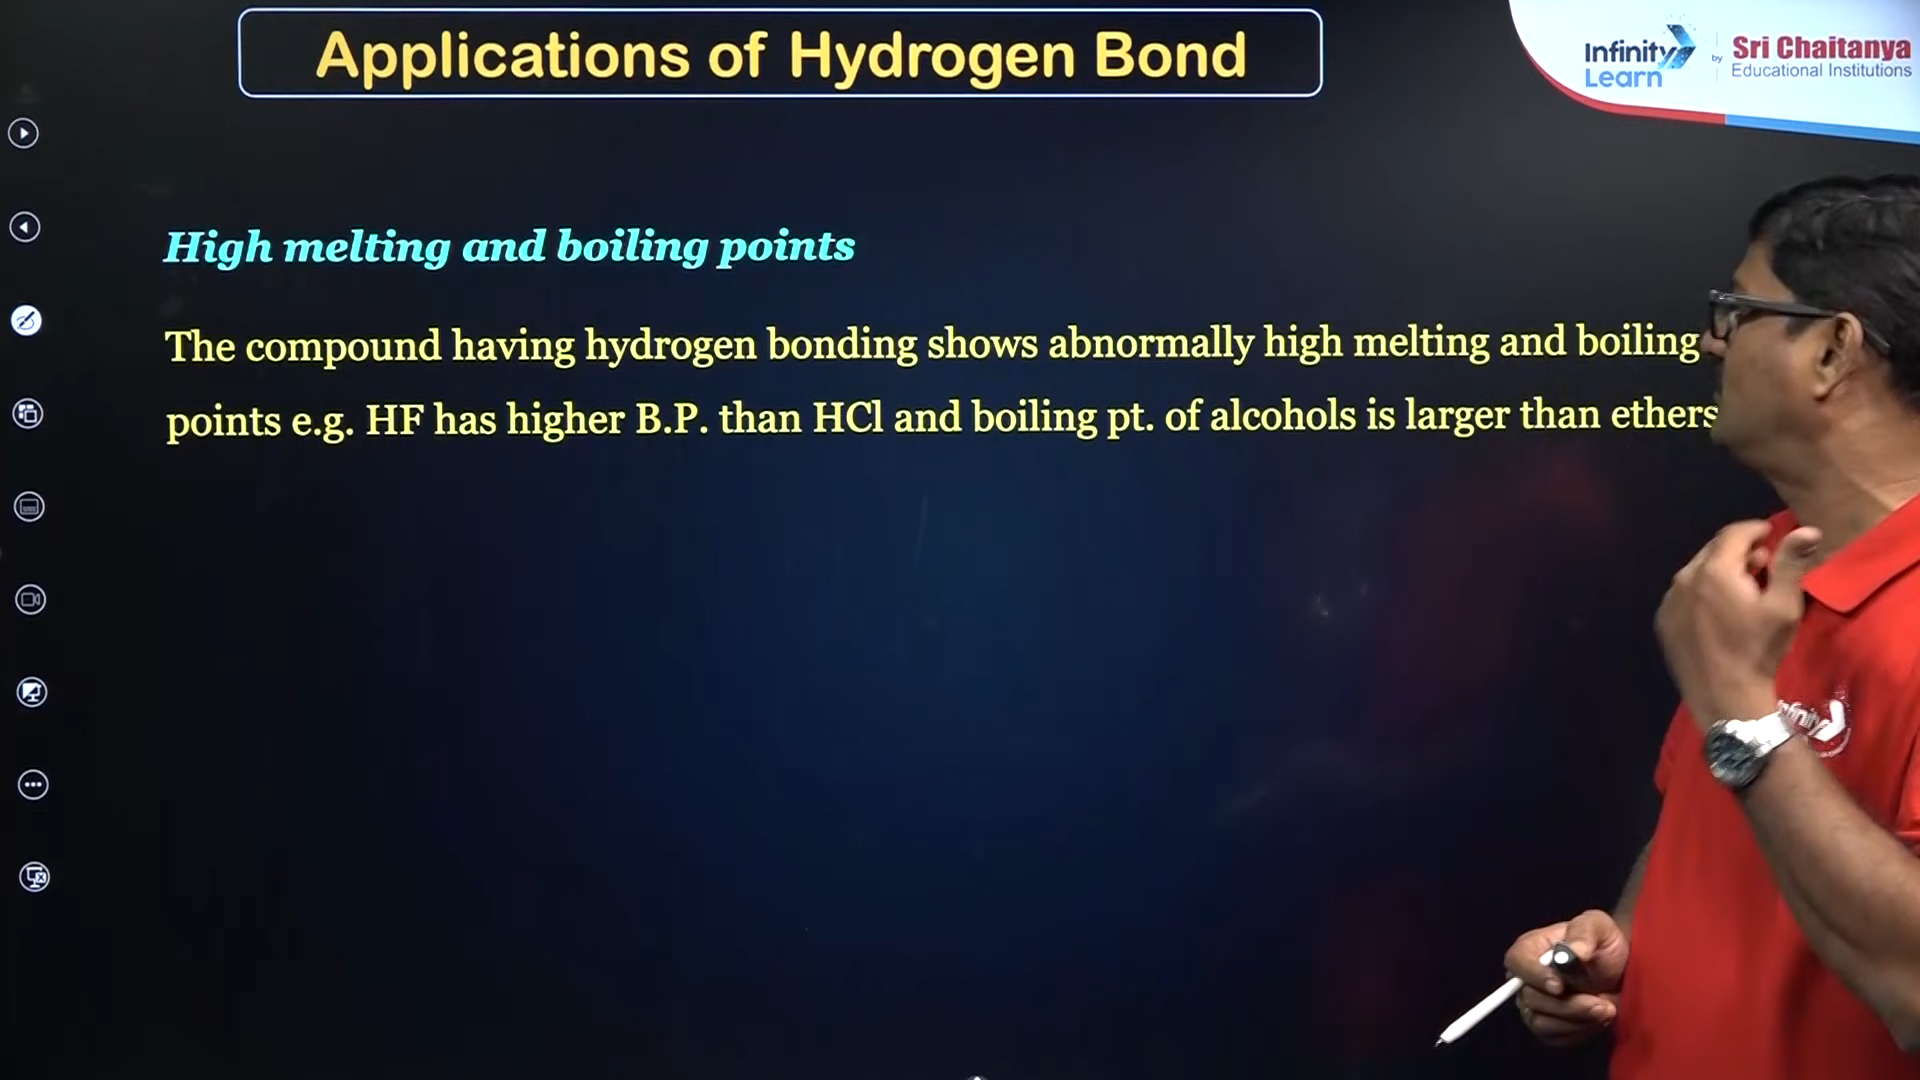 Applications of Hydrogen Bond
Infinity Learn by Sri Chaitanya Educational Institutions
High melting and boiling points
The compound having hydrogen bonding shows abnormally high melting and boiling
points e.g. HF has higher B.P. than HCl and boiling pt. of alcohols is larger than ethers